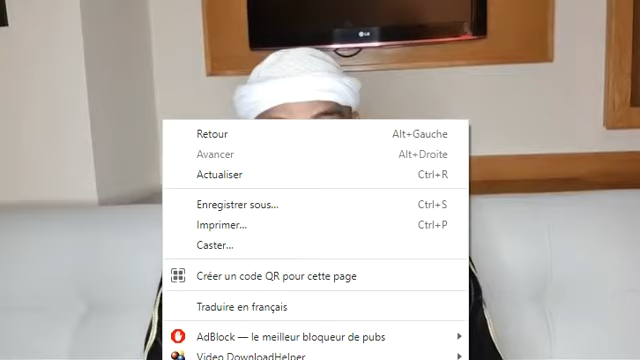 LG
Retour Alt+Gauche
Avancer Alt+Droite
Actualiser Ctrl+R
Enregistrer sous... Ctrl+S
Imprimer... Ctrl+P
Caster...
Créer un code QR pour cette page
Traduire en français
AdBlock — le meilleur bloqueur de pubs
Video DownloadHelper